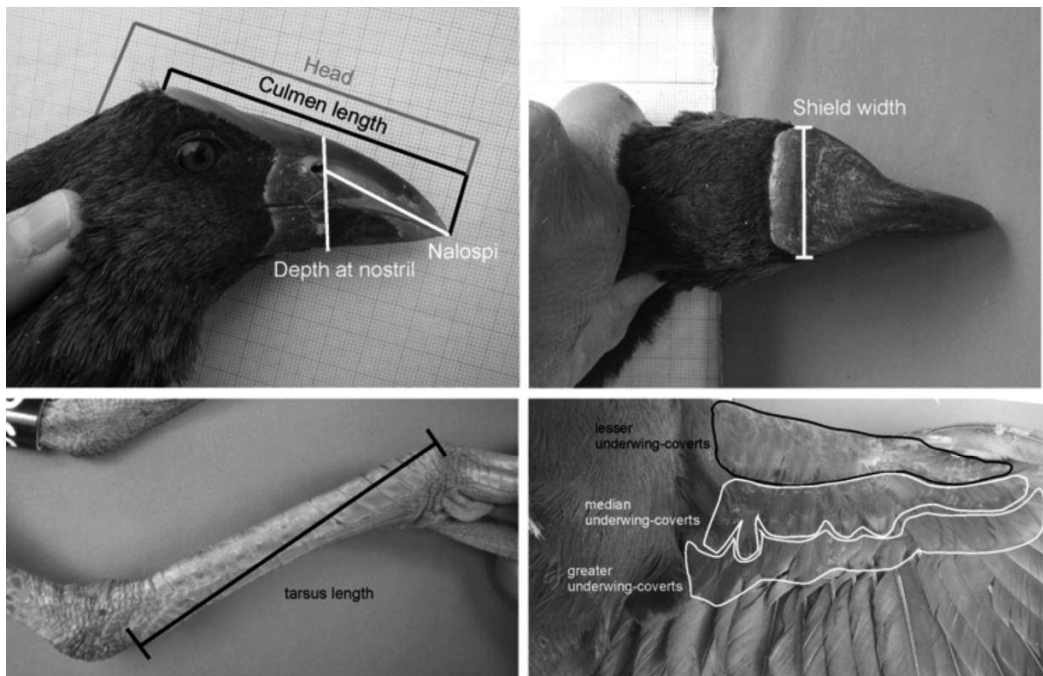 Head
Culmen length
Nalospi
Depth at nostril
Shield width
tarsus length
lesser
underwing-coverts
median
underwing-coverts
greater
underwing-coverts